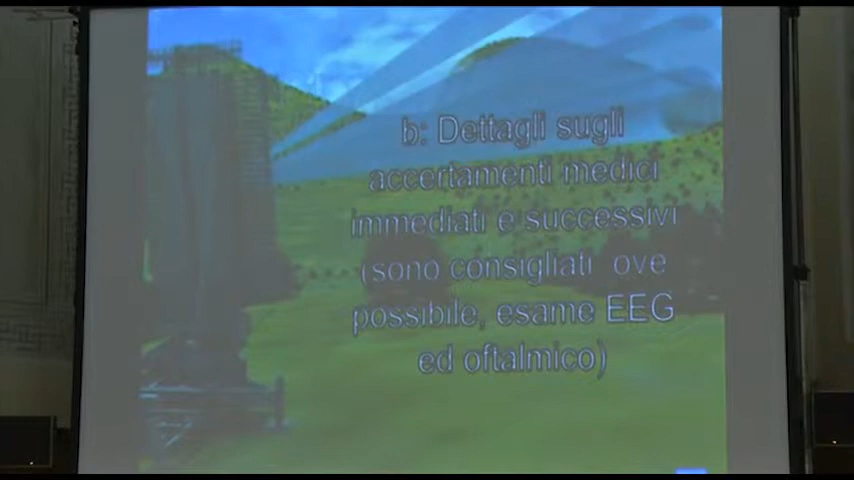 b: Dettagli sugli
accertamenti medici
immediati e successivi
(sono consigliati ove
possibile, esame EEG
ed oftalmico)